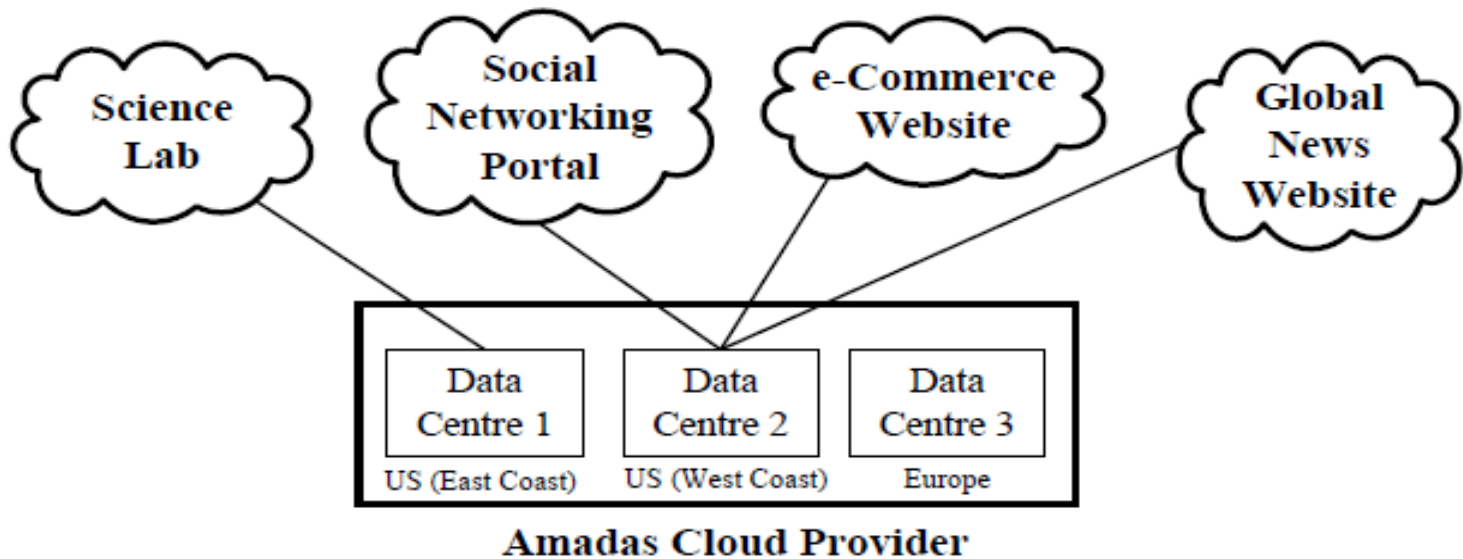 Science
Lab
Social
Networking
Portal
e-Commerce
Website
Global
News
Website
Data
Centre 1
US (East Coast)
Data
Centre 2
US (West Coast)
Data
Centre 3
Europe
Amadas Cloud Provider